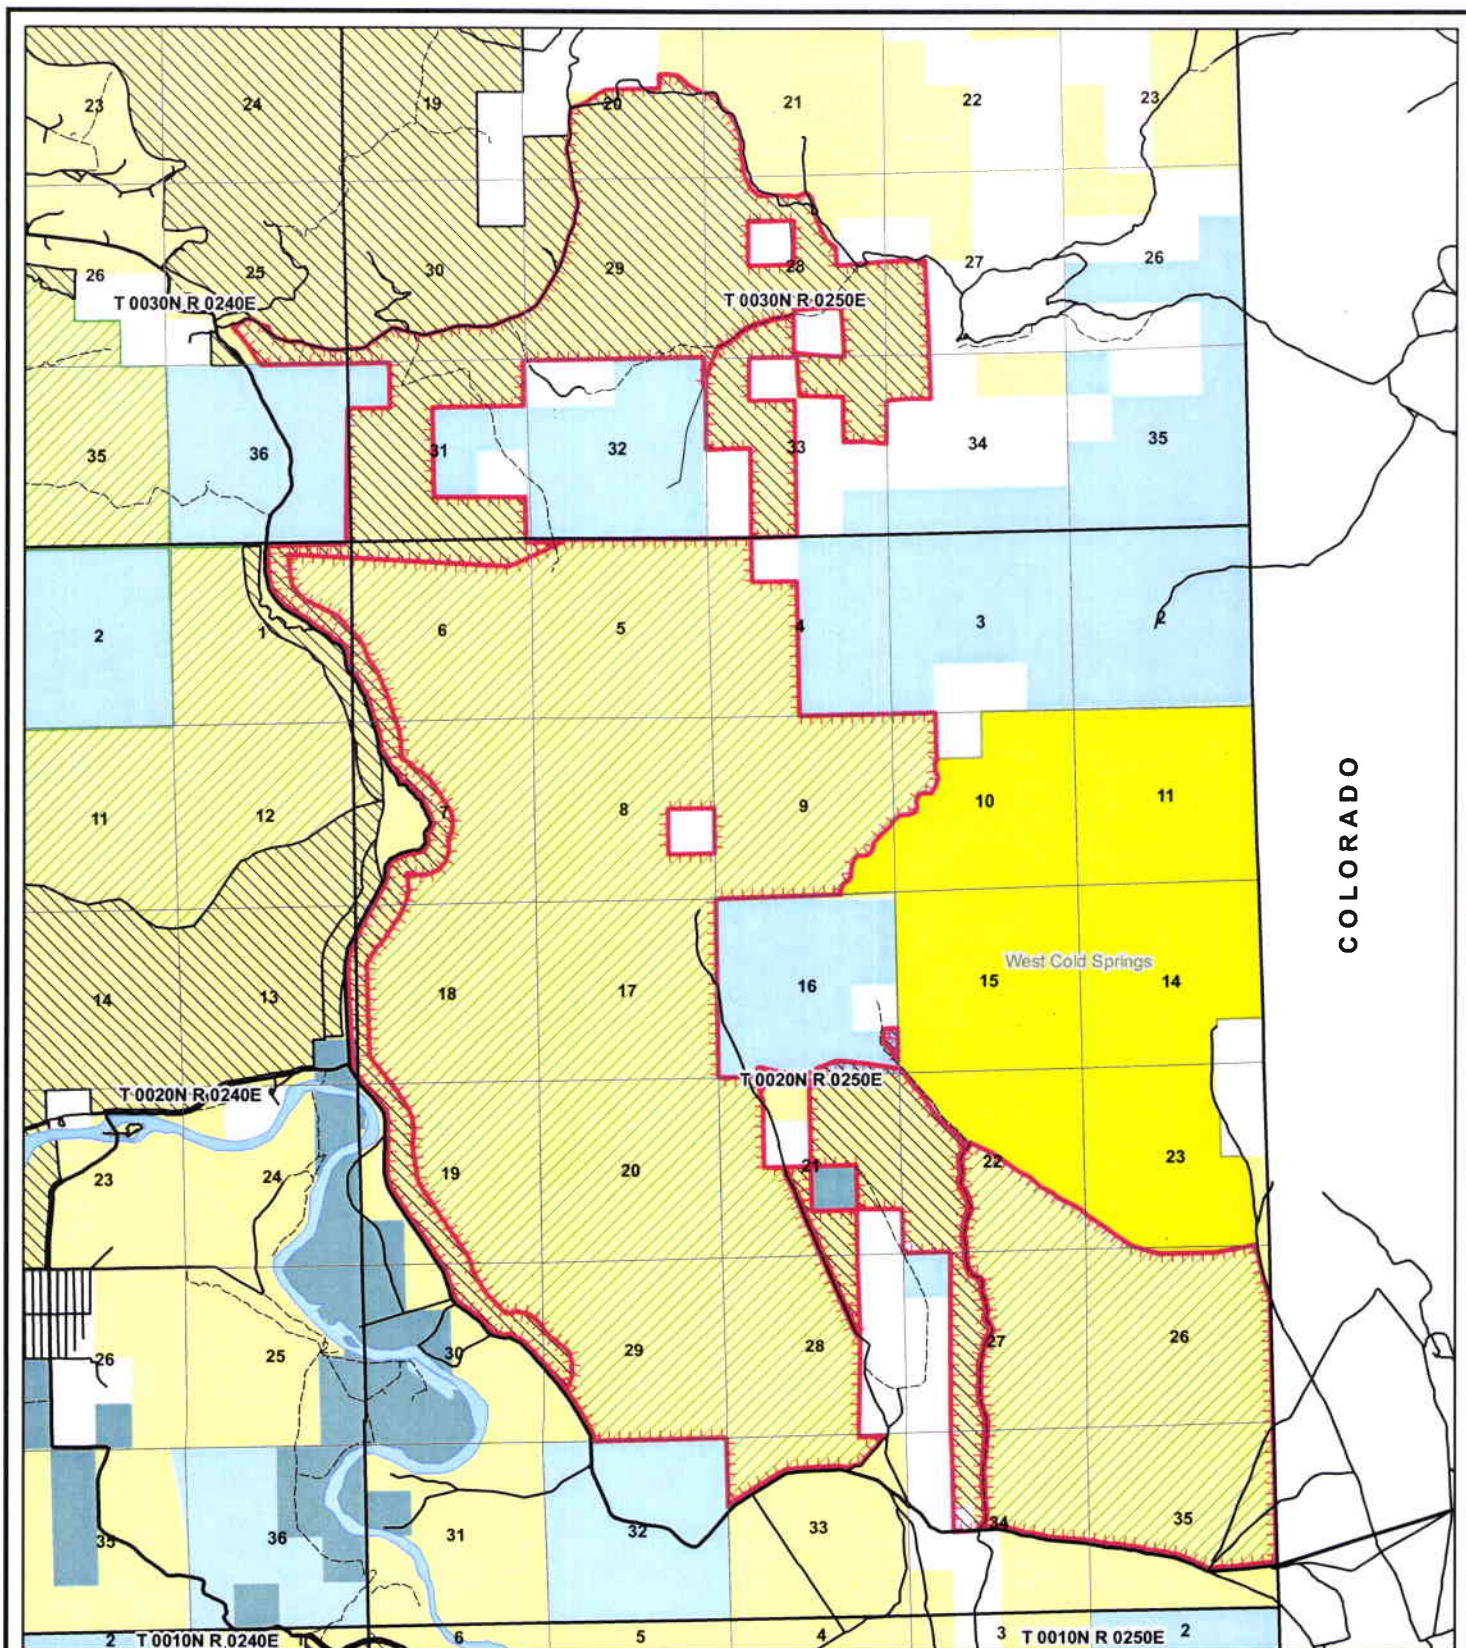 23 24 19 20 21 22 23
26 25 30 29 28 27 26
T 0030N R 0240E T 0030N R 0250E
35 36 31 32 33 34 35
2 1 6 5 4 3 2
11 12 7 8 9 10 11
COLORADO
West Cold Springs
14 13 18 17 16 15 14
T 0020N R 0240E T 0020N R 0250E
23 24 19 20 21 22 23
26 25 30 29 28 27 26
35 36 31 32 33 34 35
2 T 0010N R 0240E 1 6 5 4 3 T 0010N R 0250E 2